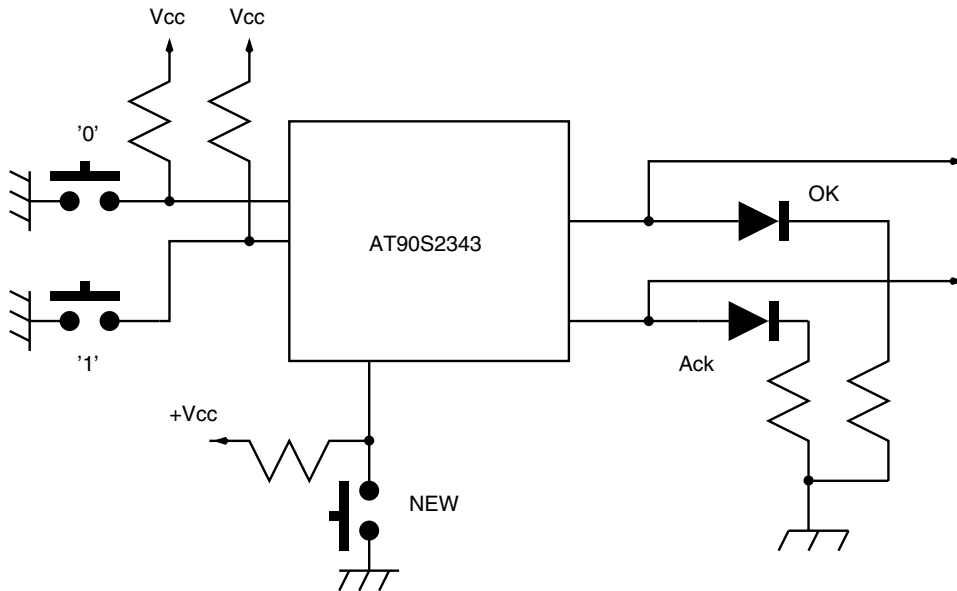 Vcc
Vcc
'0'
OK
AT90S2343
'1'
Ack
+Vcc
NEW